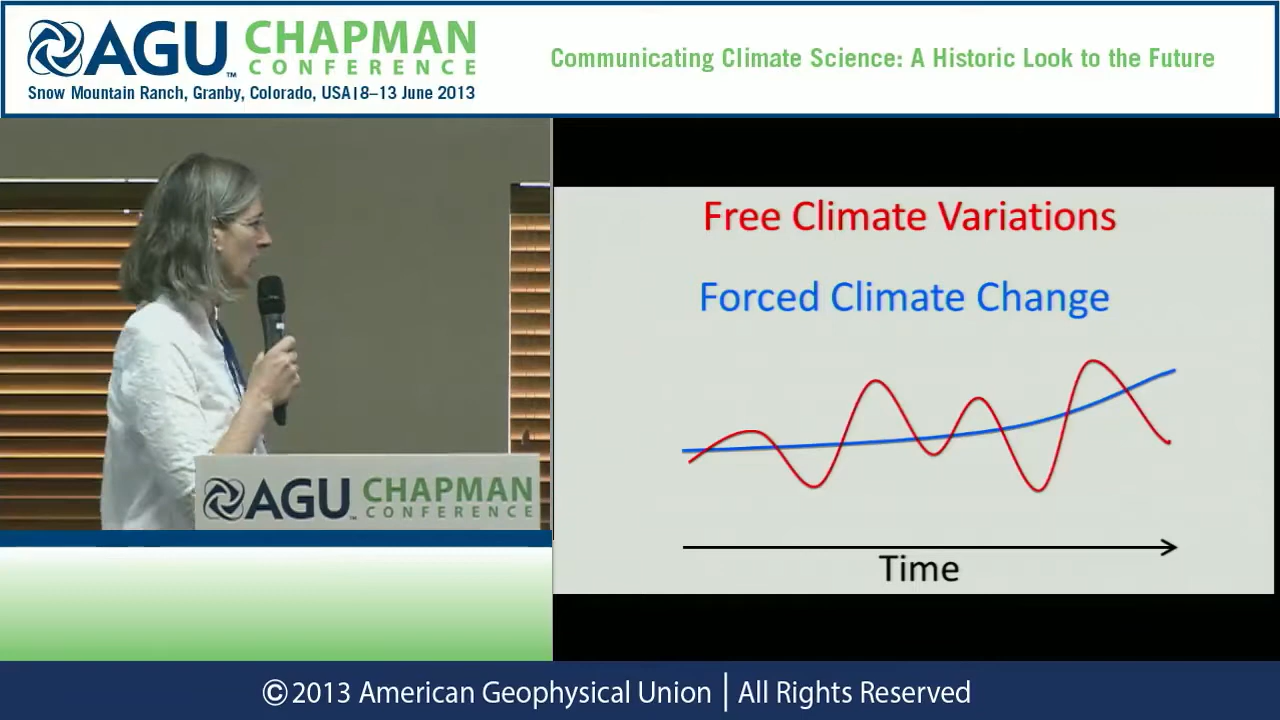 AGU CHAPMAN
™ CONFERENCE
Snow Mountain Ranch, Granby, Colorado, USA|8–13 June 2013
Communicating Climate Science: A Historic Look to the Future
Free Climate Variations
Forced Climate Change
Time
AGU CHAPMAN
™ CONFERENCE
©2013 American Geophysical Union | All Rights Reserved